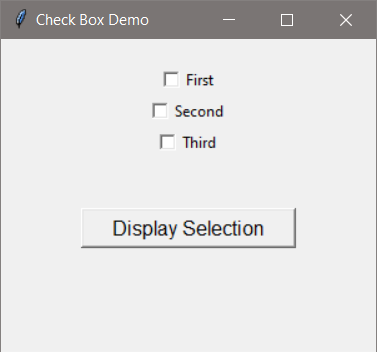 Check Box Demo
First
Second
Third
Display Selection